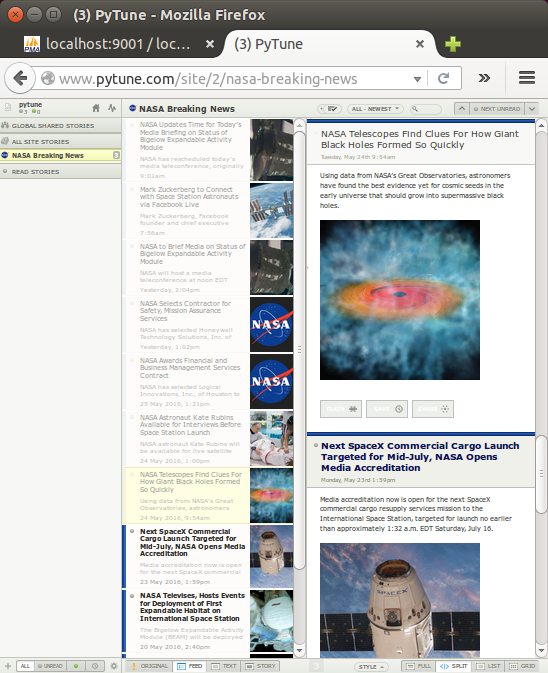 (3) PyTune - Mozilla Firefox
localhost:9001 / loc...
(3) PyTune
www.pytune.com/site/2/nasa-breaking-news
pytune
3 0
GLOBAL SHARED STORIES
ALL SITE STORIES
NASA Breaking News
3
READ STORIES
NASA Breaking News
ALL · NEWEST
NEXT UNREAD
NASA Updates Time for Today's
Media Briefing on Status of
Bigelow Expandable Activity
Module
NASA has rescheduled today's
media teleconference, originally
9:01am
Mark Zuckerberg to Connect
with Space Station Astronauts
via Facebook Live
Mark Zuckerberg, Facebook
founder and chief executive
7:56am
NASA to Brief Media on Status of
Bigelow Expandable Activity
Module
NASA will host a media
teleconference at noon EDT
Yesterday, 2:04pm
NASA Selects Contractor for
Safety, Mission Assurance
Services
NASA has selected Honeywell
Technology Solutions, Inc. of
Yesterday, 1:02pm
NASA
NASA Awards Financial and
Business Management Services
Contract
NASA has selected Logical
Innovations, Inc., of Houston to
25 May 2016, 1:21pm
NASA
NASA Astronaut Kate Rubins
Available for Interviews Before
Space Station Launch
NASA astronaut Kate Rubins will
be available for live satellite
24 May 2016, 1:00pm
NASA Telescopes Find Clues For
How Giant Black Holes Formed
So Quickly
Using data from NASA's Great
Observatories, astronomers
24 May 2016, 9:54am
Next SpaceX Commercial
Cargo Launch Targeted for
Mid-July, NASA Opens Media
Accreditation
Media accreditation now is open
for the next SpaceX commercial
23 May 2016, 1:59pm
NASA Televises, Hosts Events
for Deployment of First
Expandable Habitat on
International Space Station
The Bigelow Expandable Activity
Module (BEAM) will be deployed
20 May 2016, 2:40pm
NASA Telescopes Find Clues For How Giant
Black Holes Formed So Quickly
Tuesday, May 24th 9:54am
Using data from NASA's Great Observatories, astronomers
have found the best evidence yet for cosmic seeds in the
early universe that should grow into supermassive black
holes.
TRAIN
SAVE
SHARE
Next SpaceX Commercial Cargo Launch
Targeted for Mid-July, NASA Opens
Media Accreditation
Monday, May 23rd 1:59pm
Media accreditation now is open for the next SpaceX
commercial cargo resupply services mission to the
International Space Station, targeted for launch no earlier
than approximately 1:32 a.m. EDT Saturday, July 16.
SPACEX
ALL
UNREAD
ORIGINAL
FEED
TEXT
STORY
3
STYLE
FULL
SPLIT
LIST
GRID